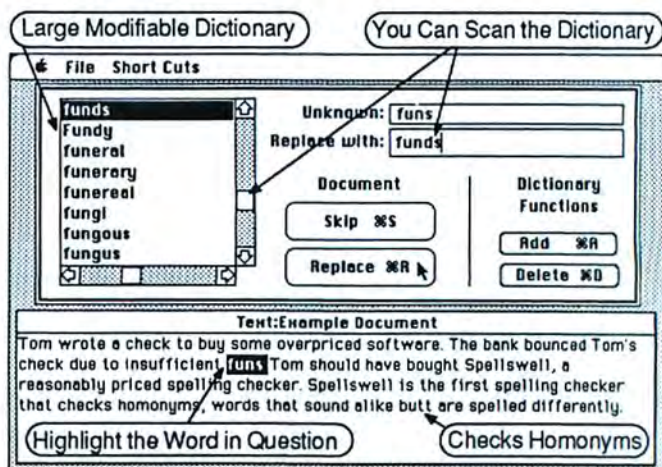 Large Modifiable Dictionary
You Can Scan the Dictionary
File Short Cuts
funds
Fundy
funeral
funerary
funereal
fungi
fungous
fungus
Unknown: funs
Replace with: funds
Document
Skip ⌘S
Replace ⌘R
Dictionary
Functions
Add ⌘A
Delete ⌘D
Text:Example Document
Tom wrote a check to buy some overpriced software. The bank bounced Tom's
check due to insufficient funs Tom should have bought Spellswell, a
reasonably priced spelling checker. Spellswell is the first spelling checker
that checks homonyms, words that sound alike butt are spelled differently.
Highlight the Word in Question
Checks Homonyms